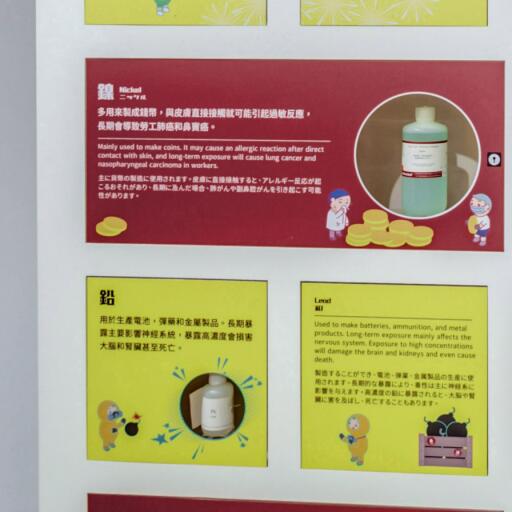 鎳 Nickel
ニッケル
多用來製成錢幣，與皮膚直接接觸就可能引起過敏反應，
長期會導致勞工肺癌和鼻竇癌。
Mainly used to make coins. It may cause an allergic reaction after direct
contact with skin, and long-term exposure will cause lung cancer and
nasopharyngeal carcinoma in workers.
主に貨幣の製造に使用されます。皮膚に直接接触すると、アレルギー反応が起
こるおそれがあり、長期に及んだ場合、肺がんや副鼻腔がんを引き起こす可能
性があります。
鉛
用於生產電池，彈藥和金屬製品。長期暴
露主要影響神經系統，暴露高濃度會損害
大腦和腎臟甚至死亡。
Lead
鉛
Used to make batteries, ammunition, and metal
products. Long-term exposure mainly affects the
nervous system. Exposure to high concentrations
will damage the brain and kidneys and even cause
death.
製造することができ、電池、弾薬、金属製品の生産に使
用されます。長期的な暴露により、毒性は主に神経系に
影響を与えます。高濃度の鉛に暴露されると、大脳や腎
臓に害を及ぼし、死亡することもあります。